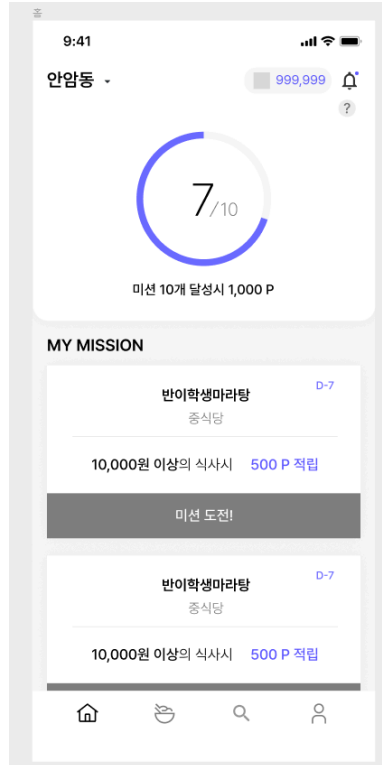 홈
9:41
안암동
999,999
?
7/10
미션 10개 달성시 1,000 P
MY MISSION
반이학생마라탕 D-7
중식당
10,000원 이상의 식사시 500 P 적립
미션 도전!
반이학생마라탕 D-7
중식당
10,000원 이상의 식사시 500 P 적립